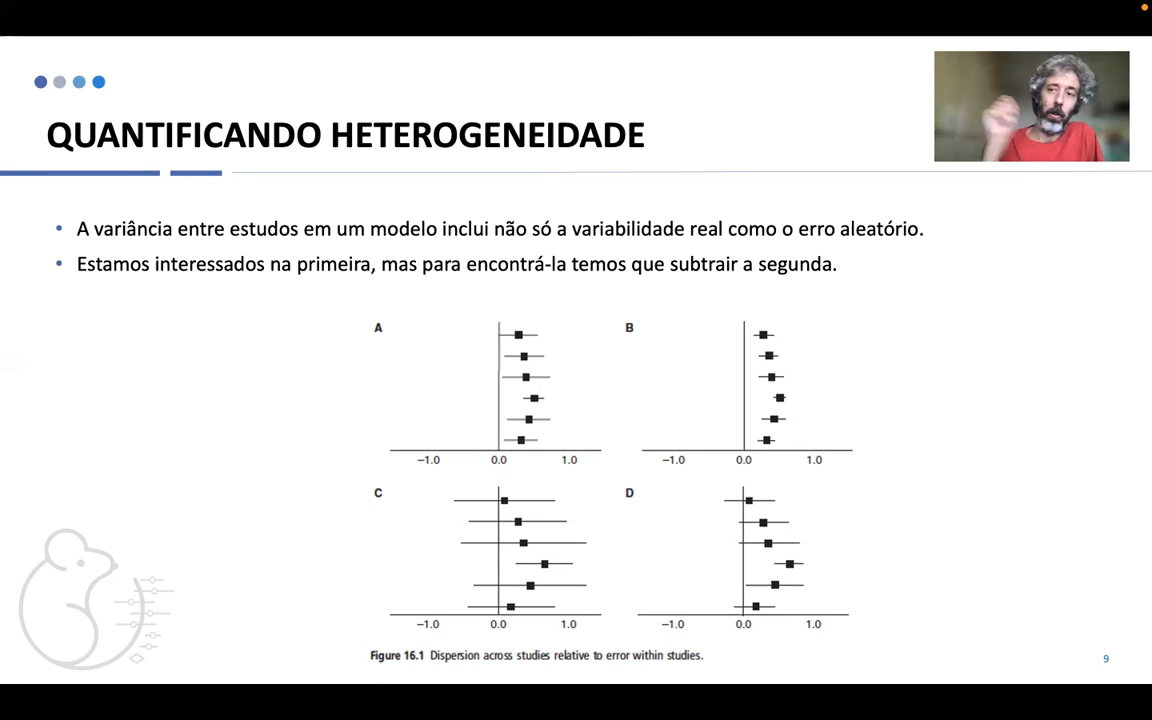 QUANTIFICANDO HETEROGENEIDADE
• A variância entre estudos em um modelo inclui não só a variabilidade real como o erro aleatório.
• Estamos interessados na primeira, mas para encontrá-la temos que subtrair a segunda.
A
B
−1.0 0.0 1.0
−1.0 0.0 1.0
C
D
−1.0 0.0 1.0
−1.0 0.0 1.0
Figure 16.1 Dispersion across studies relative to error within studies.
9